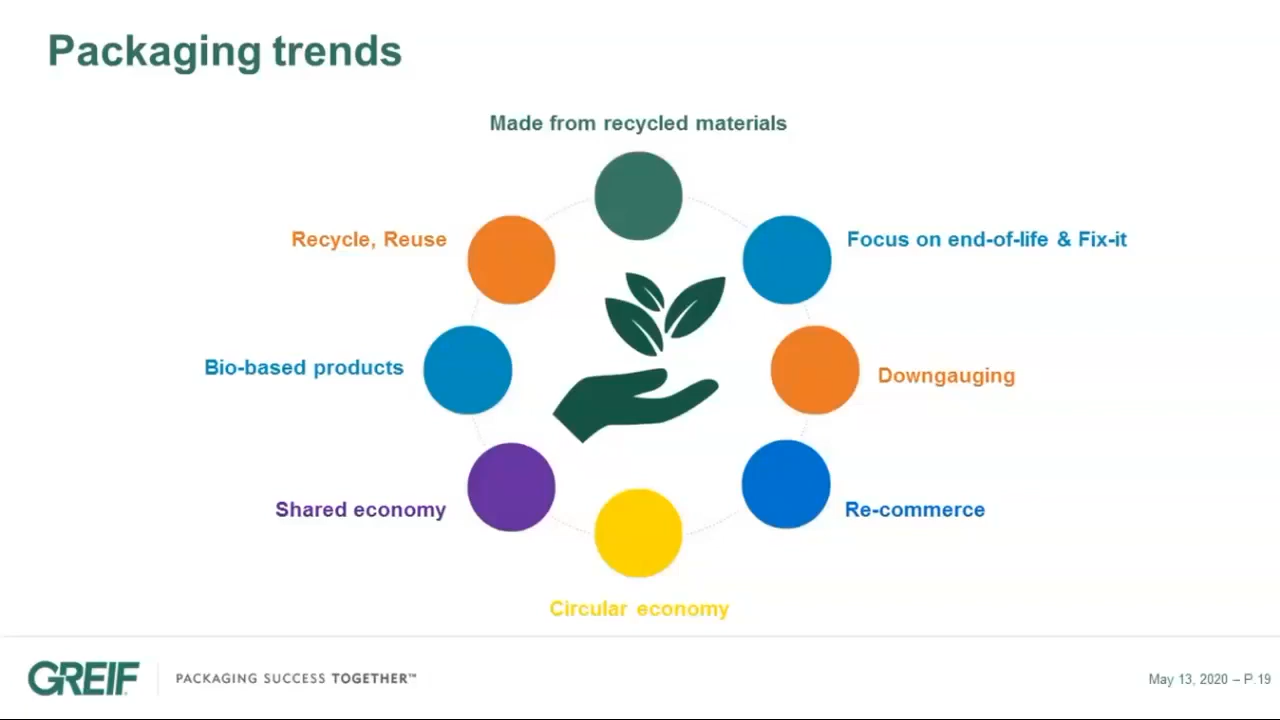 Packaging trends
Made from recycled materials
Recycle, Reuse
Focus on end-of-life & Fix-it
Bio-based products
Downgauging
Shared economy
Re-commerce
Circular economy
GREIF
PACKAGING SUCCESS TOGETHER™
May 13, 2020 – P.19